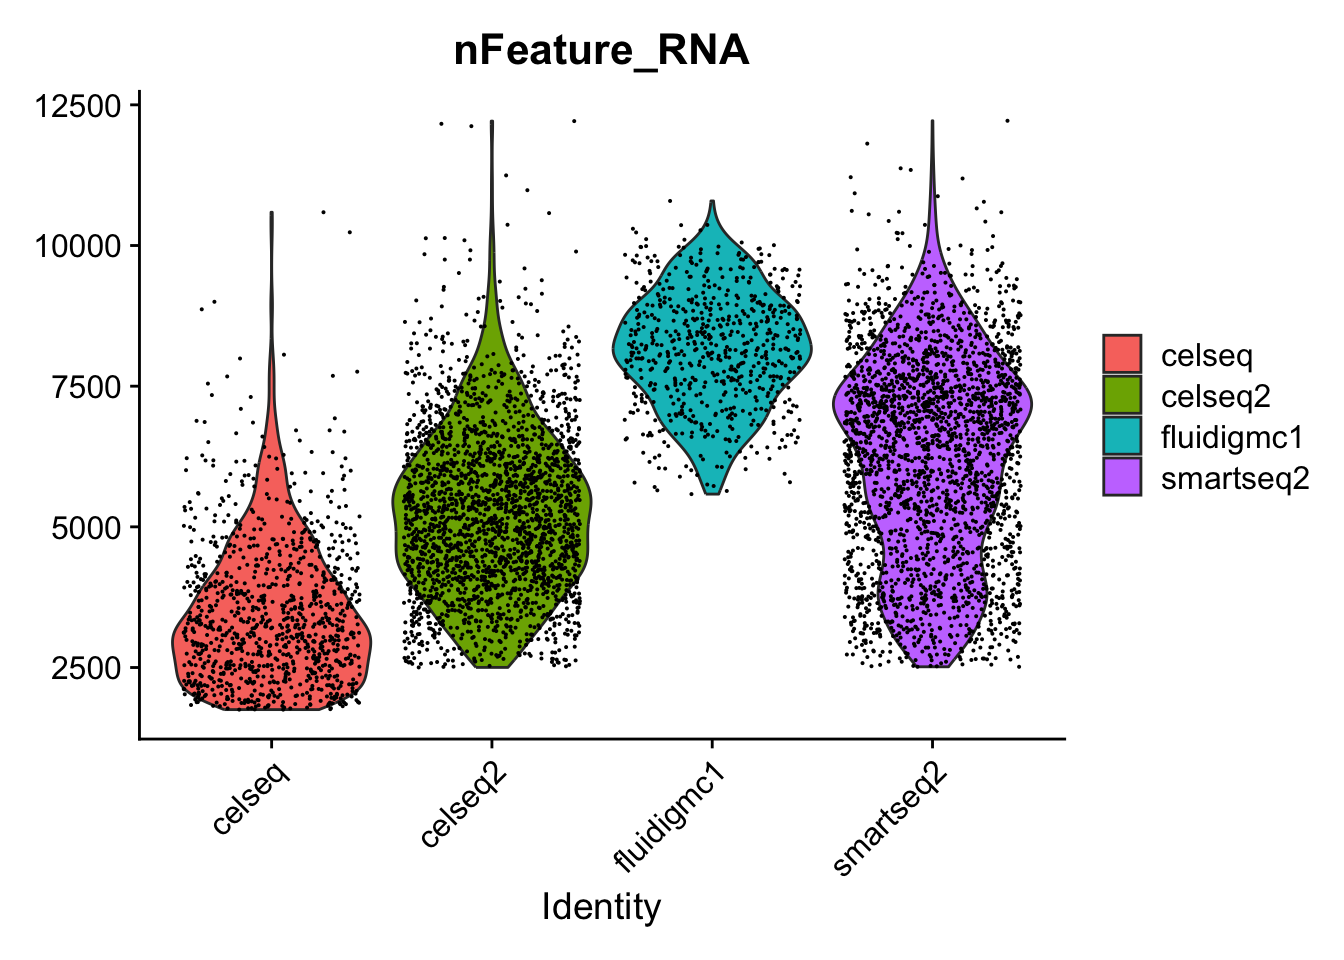 nFeature_RNA
12500
10000
7500
5000
2500
celseq
celseq2
fluidigmc1
smartseq2
Identity
celseq
celseq2
fluidigmc1
smartseq2